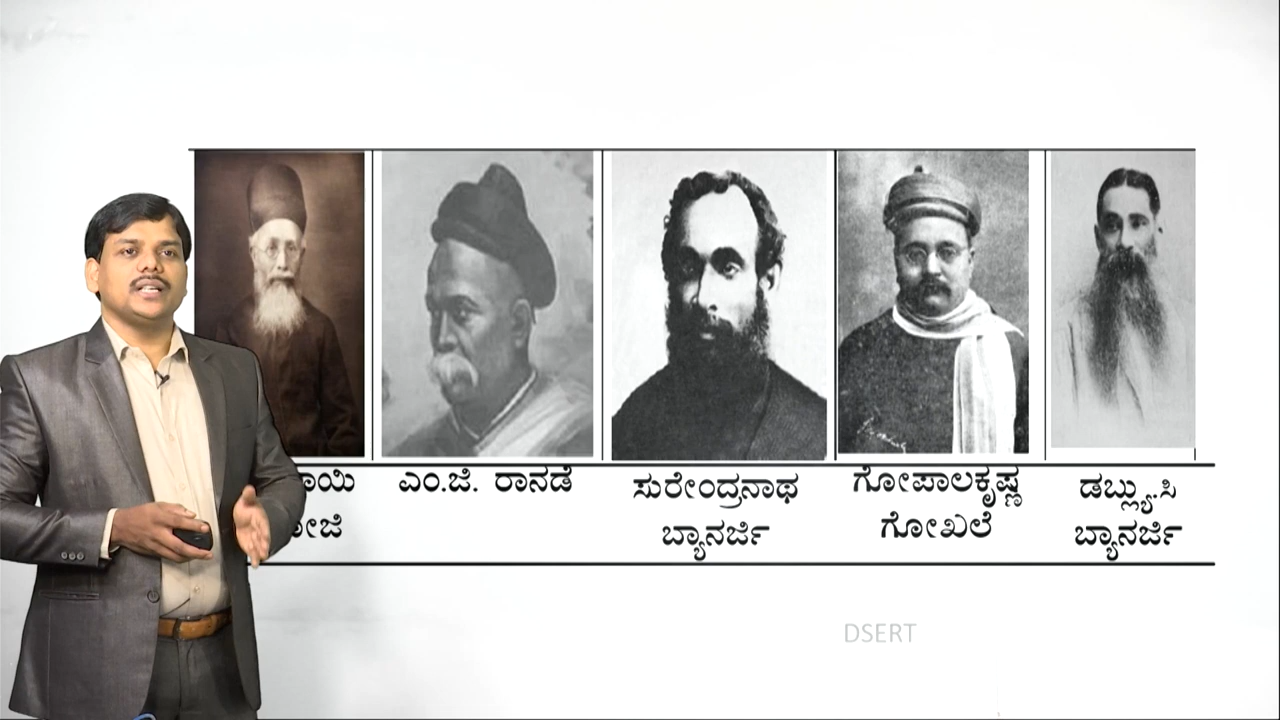 ಎಂ.ಜಿ. ರಾನಡೆ
ಸುರೇಂದ್ರನಾಥ
ಬ್ಯಾನರ್ಜಿ
ಗೋಪಾಲಕೃಷ್ಣ
ಗೋಖಲೆ
ಡಬ್ಲ್ಯು.ಸಿ
ಬ್ಯಾನರ್ಜಿ
DSERT